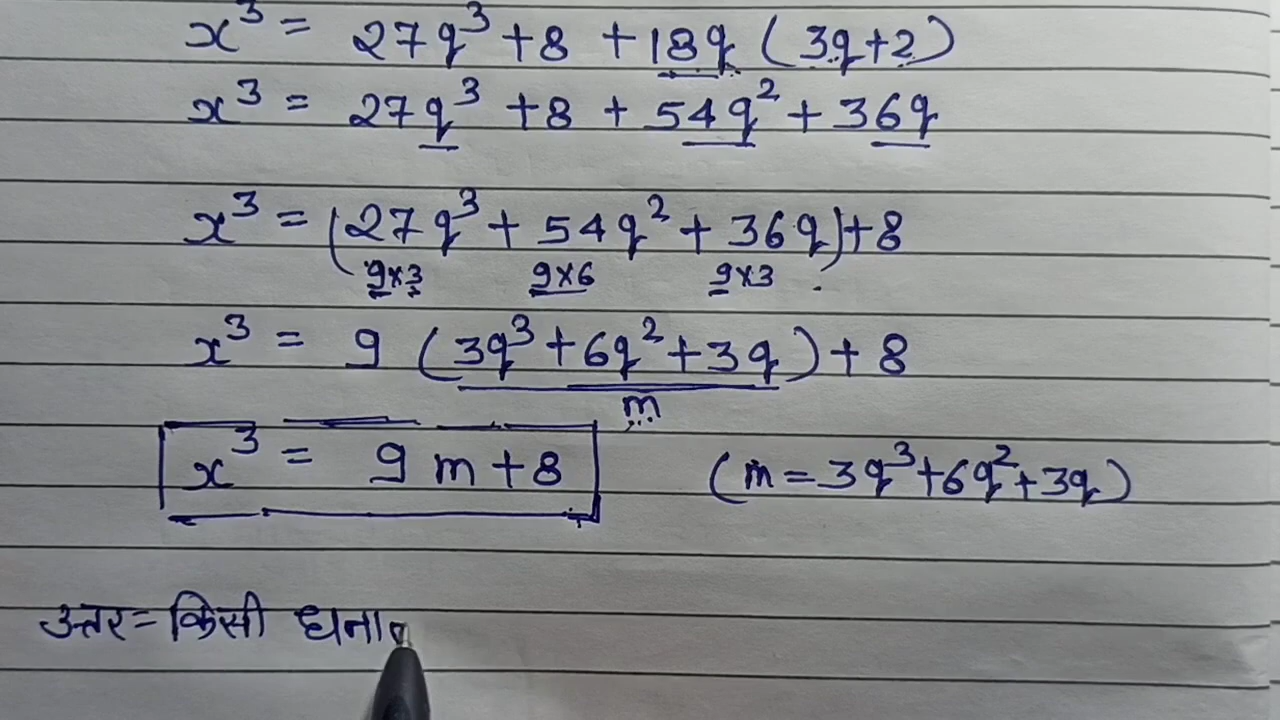 x³ = 27q³ + 8 + 18q (3q+2)
x³ = 27q³ + 8 + 54q² + 36q
x³ = (27q³ + 54q² + 36q) + 8
9×3 9×6 9×3
x³ = 9 (3q³ + 6q² + 3q) + 8
m
x³ = 9m + 8 (m = 3q³ + 6q² + 3q)
उत्तर = किसी